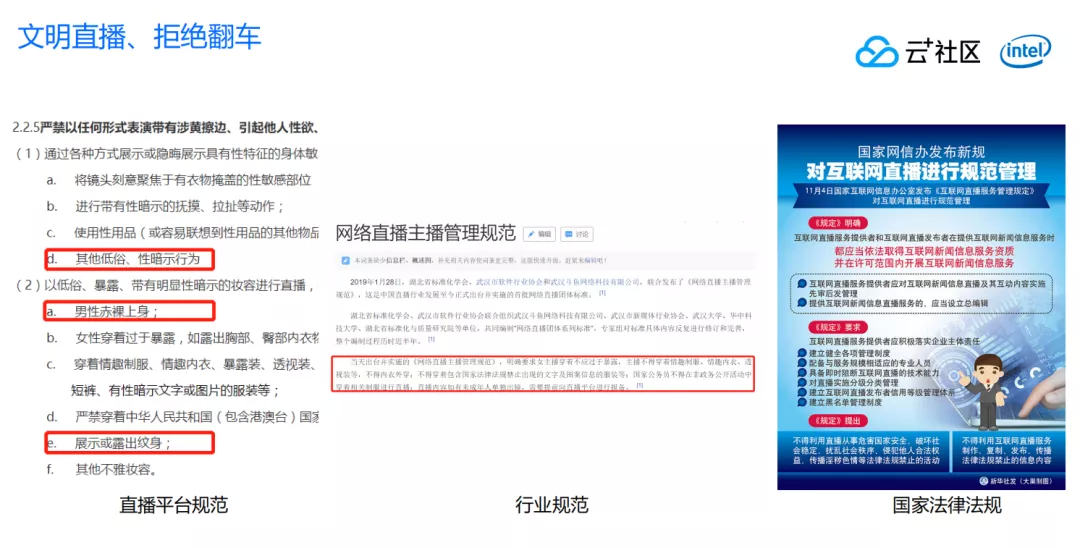 文明直播、拒绝翻车
云+社区
intel
2.2.5严禁以任何形式表演带有涉黄擦边、引起他人性欲、
（1）通过各种方式展示或隐晦展示具有性特征的身体敏
a. 将镜头刻意聚焦于有衣物掩盖的性敏感部位
b. 进行带有性暗示的抚摸、拉扯等动作；
c. 使用性用品（或容易联想到性用品的其他物品
d. 其他低俗、性暗示行为
（2）以低俗、暴露、带有明显性暗示的妆容进行直播，
a. 男性赤裸上身；
b. 女性穿着过于暴露，如露出胸部、臀部内衣物
c. 穿着情趣制服、情趣内衣、暴露装、透视装、
短裤、有性暗示文字或图片的服装等；
d. 严禁穿着中华人民共和国（包含港澳台）国家
e. 展示或露出纹身；
f. 其他不雅妆容。
直播平台规范
网络直播主播管理规范
编辑
讨论
本词条缺少信息栏、概述图，补充相关内容使词条更完整，还能快速升级，赶紧来编辑吧！
2019年1月28日，湖北省标准化学会、武汉市软件行业协会和武汉斗鱼网络科技有限公司，联合发布了《网络直播主播管理
规范》，这是中国直播行业发展至今正式出台并实施的首批网络直播团体标准。 [1]
湖北省标准化学会、武汉市软件行业协会联合组织武汉斗鱼网络科技有限公司、武汉市新媒体行业协会、武汉大学、华中科
技大学、湖北省标准化与质量研究院等单位，共同编制"网络直播团体系列标准"，专家组对标准具体内容反复进行修订和完善，
整个编制过程历时近半年。 [1]
当天出台并实施的《网络直播主播管理规范》，明确要求女主播穿着不应过于暴露，主播不得穿着情趣制服、情趣内衣、透
视装等，不得内衣外穿；不得穿着包含国家法律法规禁止出现的文字及图案信息的服装等；国家公务员不得在非政务公开活动中
穿着相关制服进行直播；直播内容如有未成年人单独出镜，需要提前向直播平台进行报备。 [1]
行业规范
国家网信办发布新规
对互联网直播进行规范管理
11月4日国家互联网信息办公室发布《互联网直播服务管理规定》
对互联网直播进行规范管理
《规定》明确
互联网直播服务提供者和互联网直播发布者在提供互联网新闻信息服务时
都应当依法取得互联网新闻信息服务资质
并在许可范围内开展互联网新闻信息服务
互联网直播服务提供者应对互联网新闻信息直播及其互动内容实施
先审后发管理
提供互联网新闻信息直播服务的，应当设立总编辑
《规定》要求
互联网直播服务提供者应积极落实企业主体责任
建立健全各项管理制度
配备与服务规模相适应的专业人员
具备即时阻断互联网直播的技术能力
对直播实施分级分类管理
建立互联网直播发布者信用等级管理体系
建立黑名单管理制度
《规定》提出
不得利用直播从事危害国家安全、破坏社
会稳定、扰乱社会秩序、侵犯他人合法权
益、传播淫秽色情等法律法规禁止的活动
不得利用互联网直播服务
制作、复制、发布、传播
法律法规禁止的信息内容
新华社发（大巢制图）
国家法律法规